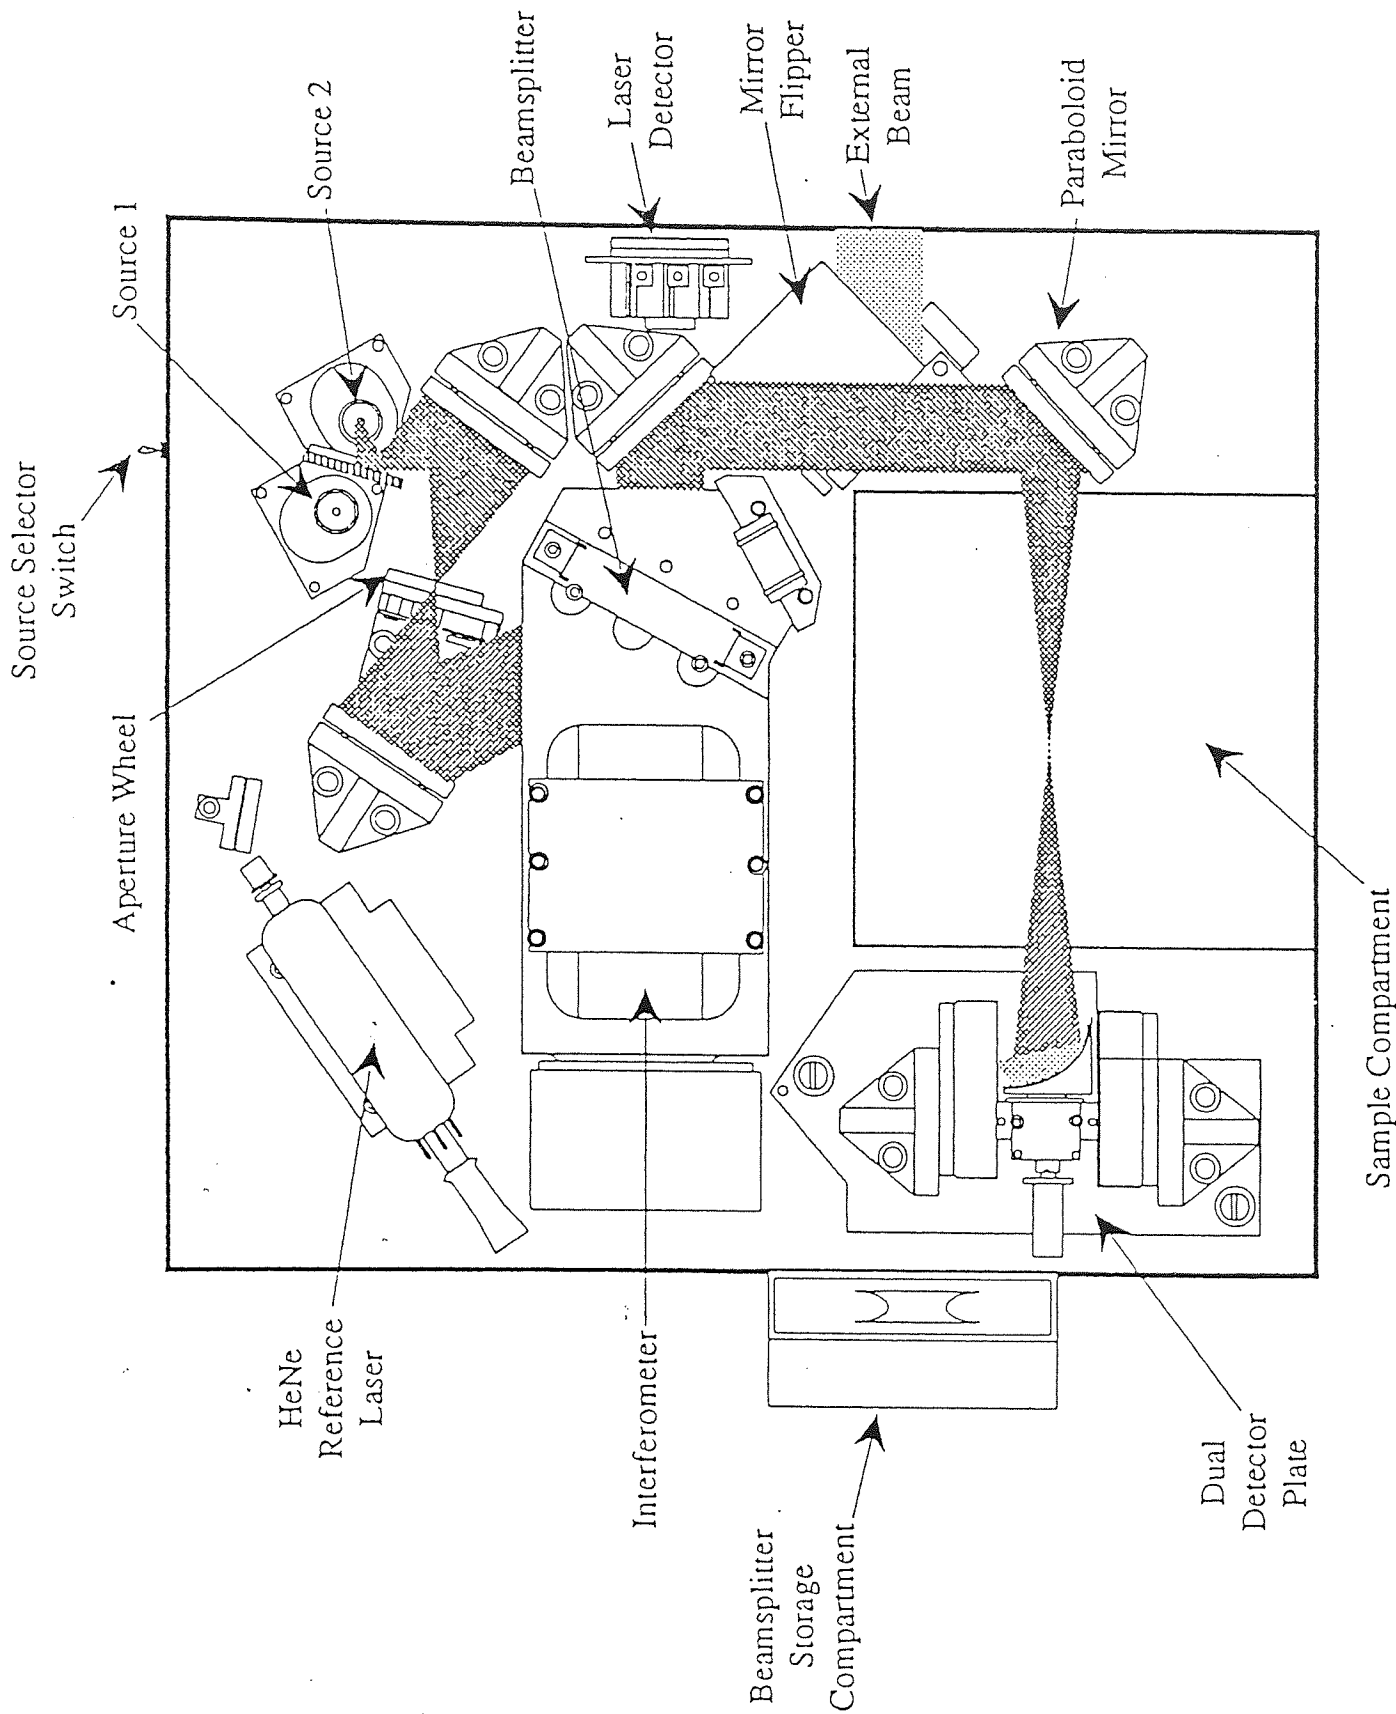 Source Selector
Switch
Aperture Wheel
Source 1
Source 2
Beamsplitter
Laser
Detector
Mirror
Flipper
External
Beam
Paraboloid
Mirror
HeNe
Reference
Laser
Interferometer
Beamsplitter
Storage
Compartment
Dual
Detector
Plate
Sample Compartment